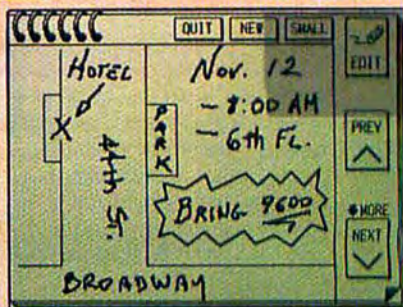 QUIT NEW SMALL
EDIT
HOTEL
Nov. 12
- 8:00 AM
- 6th FL.
X
44th ST.
PARK
PREV
BRING 9600
MORE
NEXT
BROADWAY